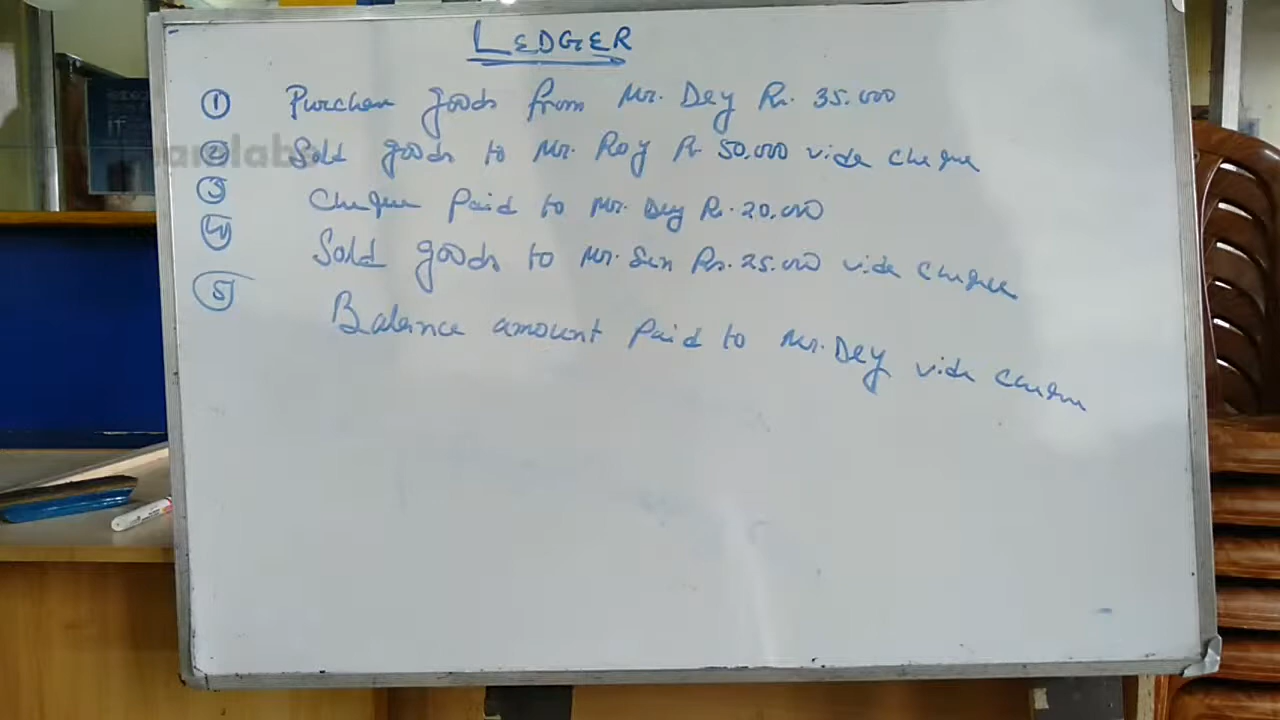 LEDGER
① Purchase goods from Mr. Dey Rs. 35.000
② Sold goods to Mr. Roy Rs 50.000 vide cheque
③ Cheque Paid to Mr. Dey Rs. 20.000
④ Sold goods to Mr. Sen Rs. 25.000 vide cheque
⑤ Balance amount Paid to Mr. Dey vide cheque